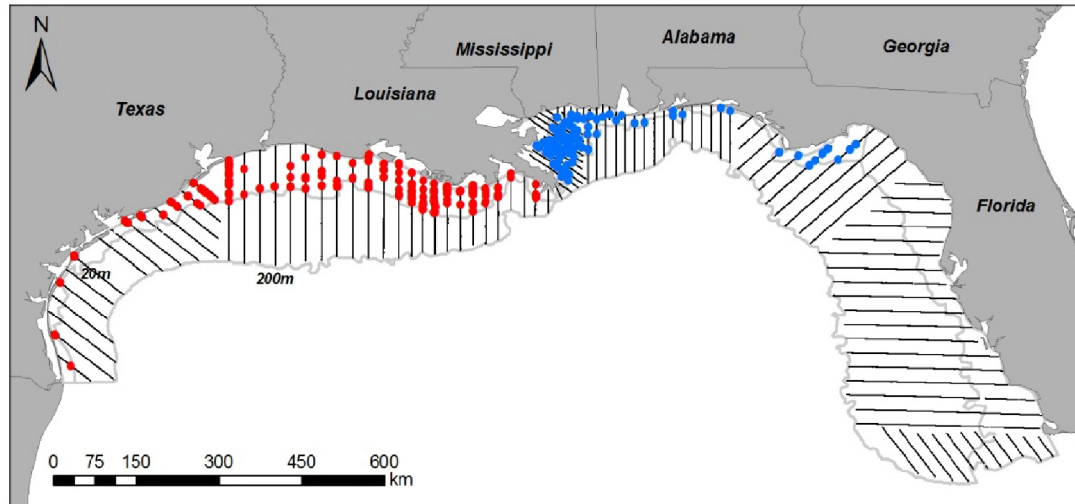 N
Mississippi
Alabama
Georgia
Texas
Louisiana
Florida
20m
200m
0 75 150 300 450 600
km